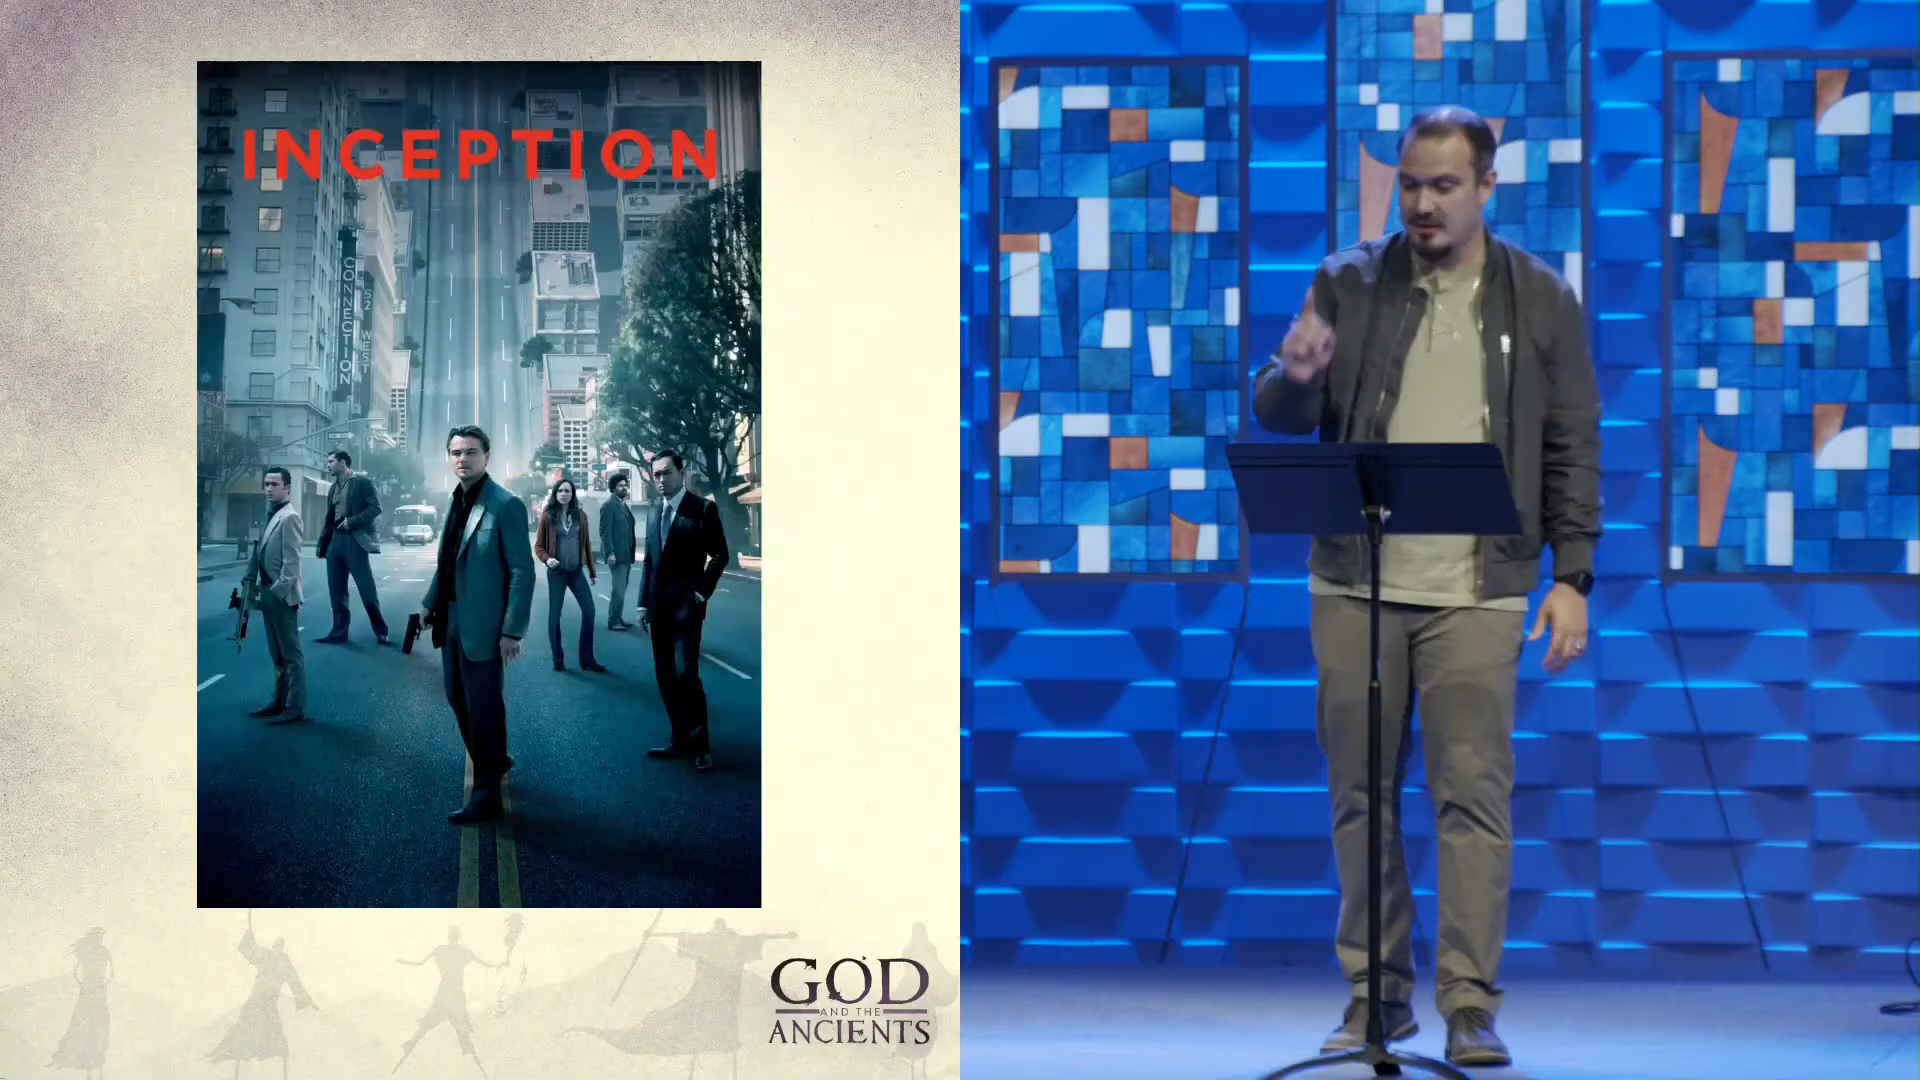 INCEPTION
CONNECTION
52 WEST
GOD
AND THE
ANCIENTS